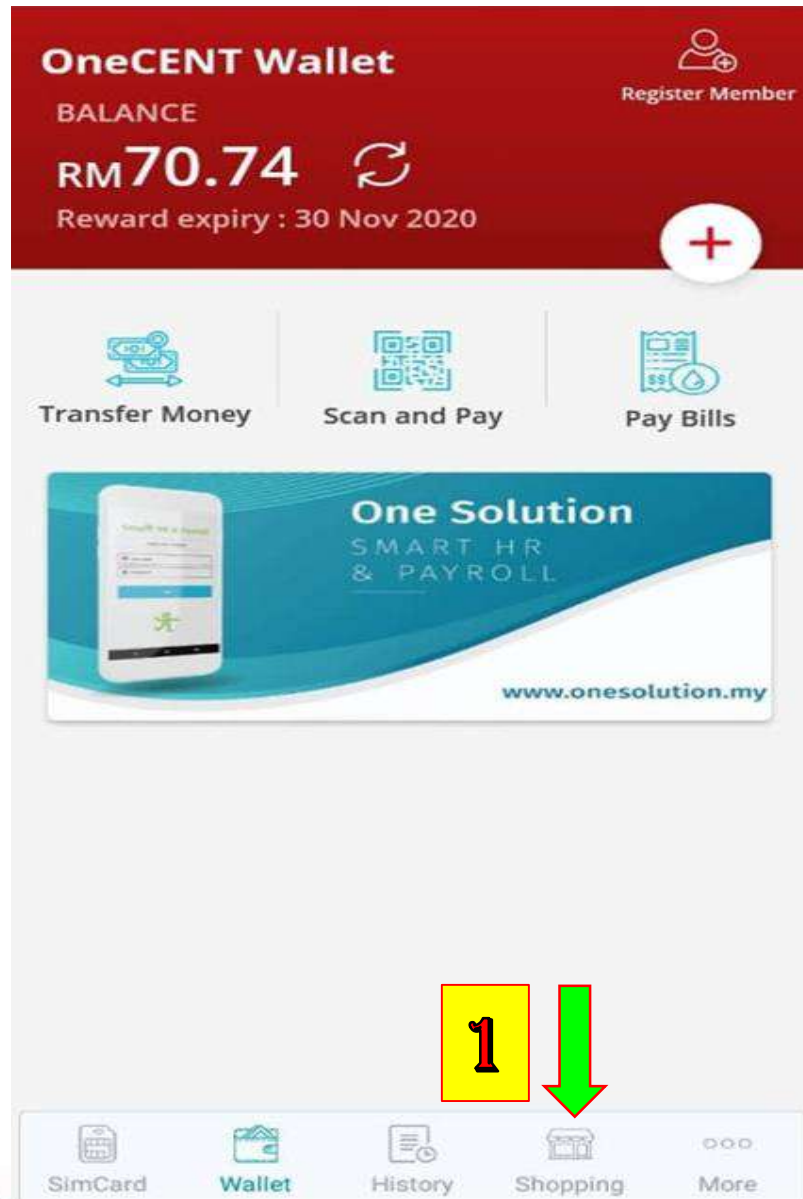 OneCENT Wallet
Register Member
BALANCE
RM70.74
Reward expiry : 30 Nov 2020
+
Transfer Money
Scan and Pay
Pay Bills
One Solution
SMART HR
& PAYROLL
www.onesolution.my
1
SimCard
Wallet
History
Shopping
More